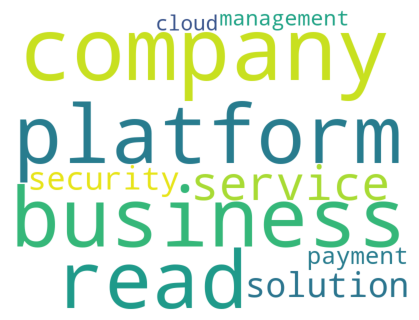 cloud management
company
platform
security service
business
read payment
solution